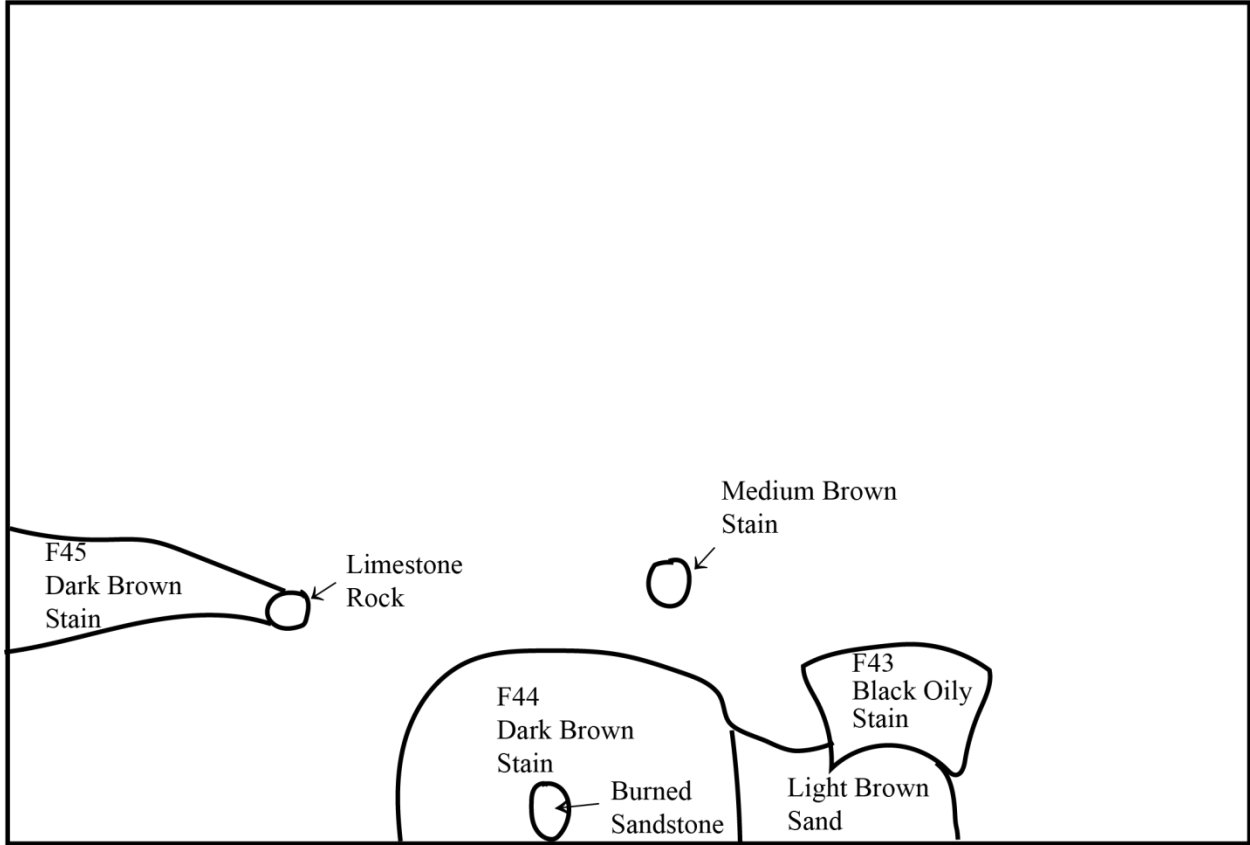 Medium Brown
Stain
F45
Dark Brown
Stain
Limestone
Rock
F44
Dark Brown
Stain
Burned
Sandstone
F43
Black Oily
Stain
Light Brown
Sand